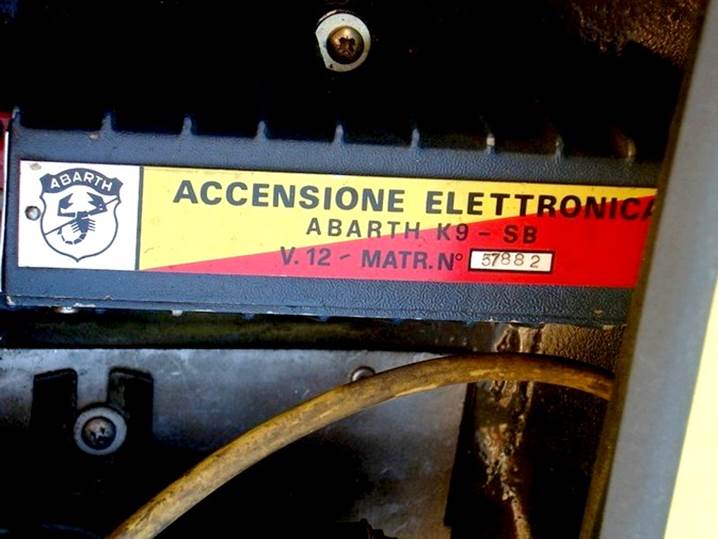 ABARTH
ACCENSIONE ELETTRONICA
ABARTH K9 - SB
V.12 - MATR. N° 57882